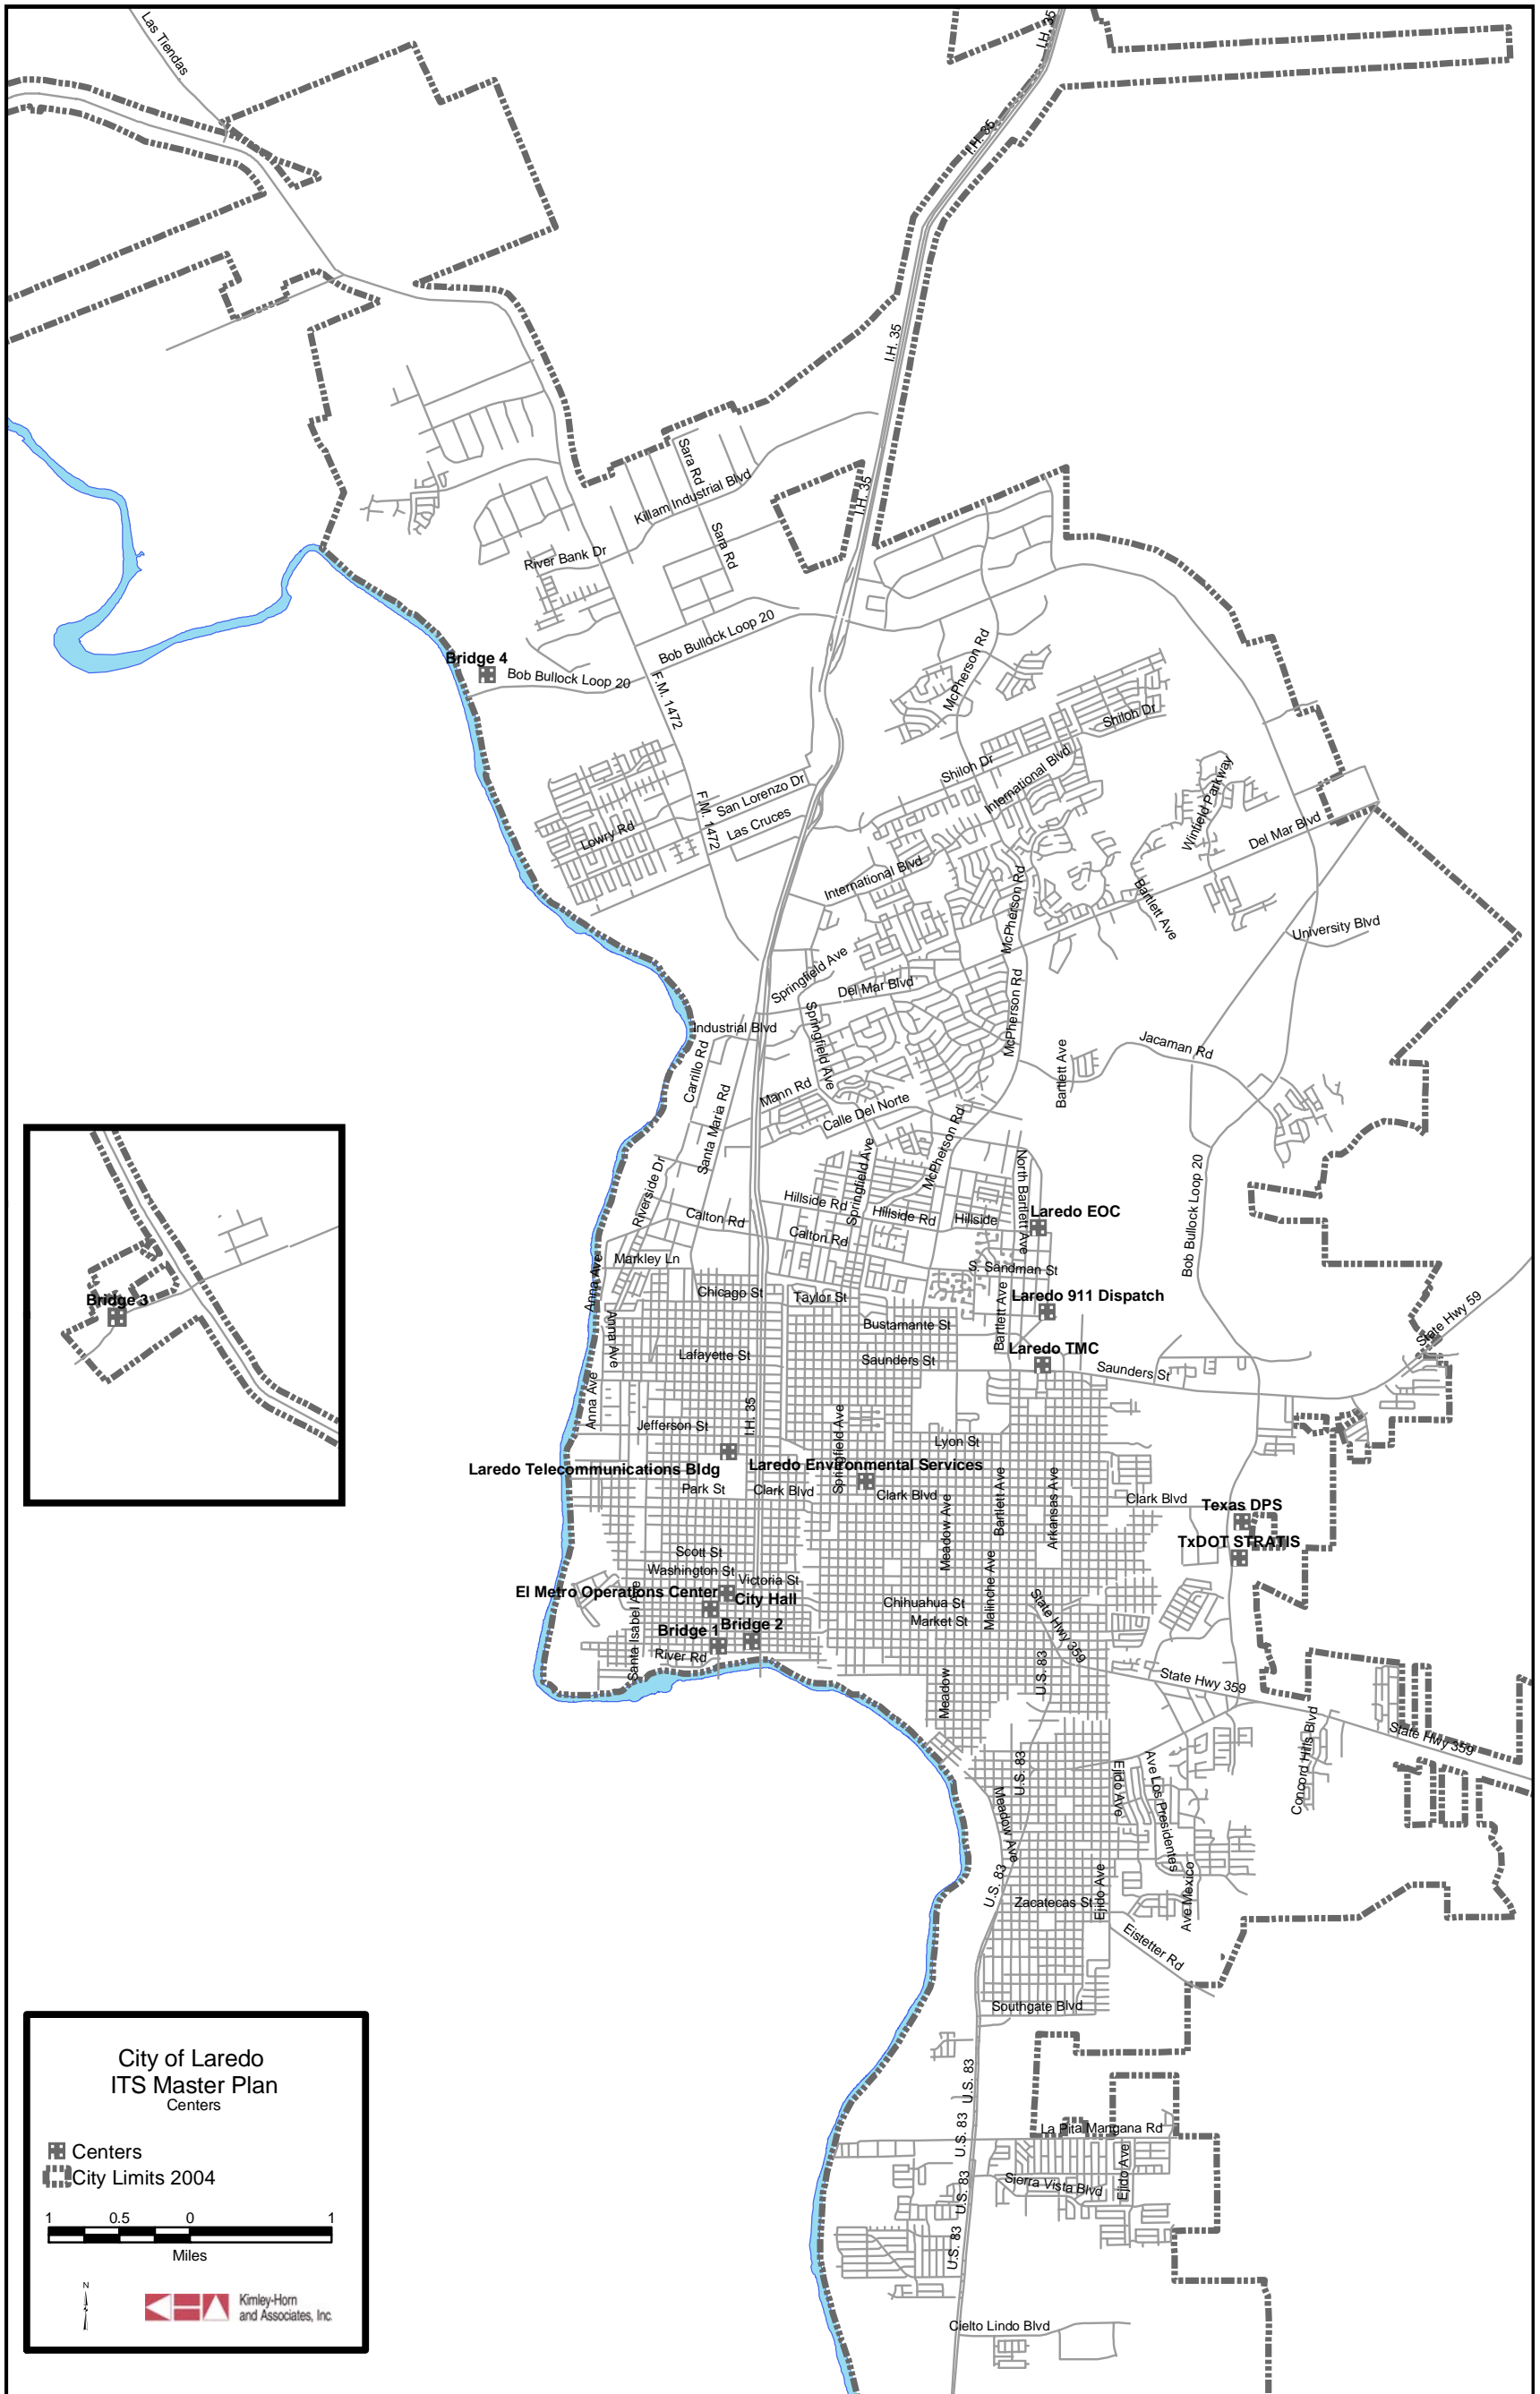 Las Tiendas
I.H. 35
I.H. 35
I.H. 35
Sara Rd
Killam Industrial Blvd
I.H. 35
Sara Rd
River Bank Dr
Bob Bullock Loop 20
McPherson Rd
Bridge 4
Bob Bullock Loop 20
F.M. 1472
Shiloh Dr
Shiloh Dr
International Blvd
San Lorenzo Dr
F.M. 1472
Las Cruces
Lowry Rd
Winfield Parkway
Del Mar Blvd
International Blvd
McPherson Rd
Bartlett Ave
University Blvd
Springfield Ave
Del Mar Blvd
McPherson Rd
Industrial Blvd
Springfield Ave
Jacaman Rd
Bartlett Ave
Carrillo Rd
Mann Rd
Santa Maria Rd
Calle Del Norte
McPherson Rd
Springfield Ave
North Bartlett Ave
Riverside Dr
Hillside Rd
Hillside Rd
Hillside
Laredo EOC
Calton Rd
Calton Rd
Bob Bullock Loop 20
Markley Ln
S. Sandman St
Anna Ave
Chicago St
Taylor St
Laredo 911 Dispatch
Bridge 3
Bartlett Ave
Bustamante St
State Hwy 59
Anna Ave
Lafayette St
Saunders St
Laredo TMC
Saunders St
Anna Ave
I.H. 35
Jefferson St
Springfield Ave
Lyon St
Laredo Telecommunications Bldg
Laredo Environmental Services
Park St
Clark Blvd
Clark Blvd
Meadow Ave
Bartlett Ave
Arkansas Ave
Clark Blvd
Texas DPS
TxDOT STRATIS
Scott St
Washington St
Victoria St
El Metro Operations Center
City Hall
Santa Isabel Ave
Chihuahua St
Market St
Malinche Ave
State Hwy 359
Bridge 1
Bridge 2
River Rd
Meadow
U.S. 83
State Hwy 359
State Hwy 359
Concord Hills Blvd
U.S. 83
Meadow Ave
Ejido Ave
Ave Los Presidentes
U.S. 83
Zacatecas St
Ejido Ave
Ave Mexico
Eistetter Rd
Southgate Blvd
U.S. 83
U.S. 83
La Pita Mangana Rd
U.S. 83
Sierra Vista Blvd
Ejido Ave
U.S. 83
Cielto Lindo Blvd
City of Laredo
ITS Master Plan
Centers
Centers
City Limits 2004
1 0.5 0 1
Miles
N
Kimley-Horn
and Associates, Inc.